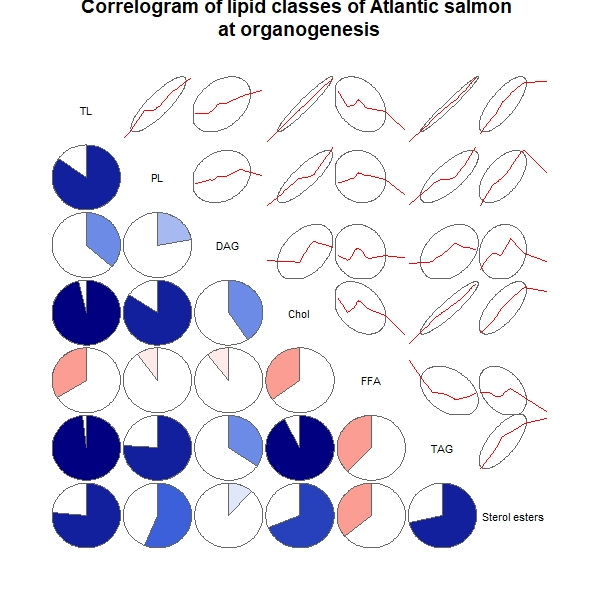 Correlogram of lipid classes of Atlantic salmon
at organogenesis
TL
PL
DAG
Chol
FFA
TAG
Sterol esters